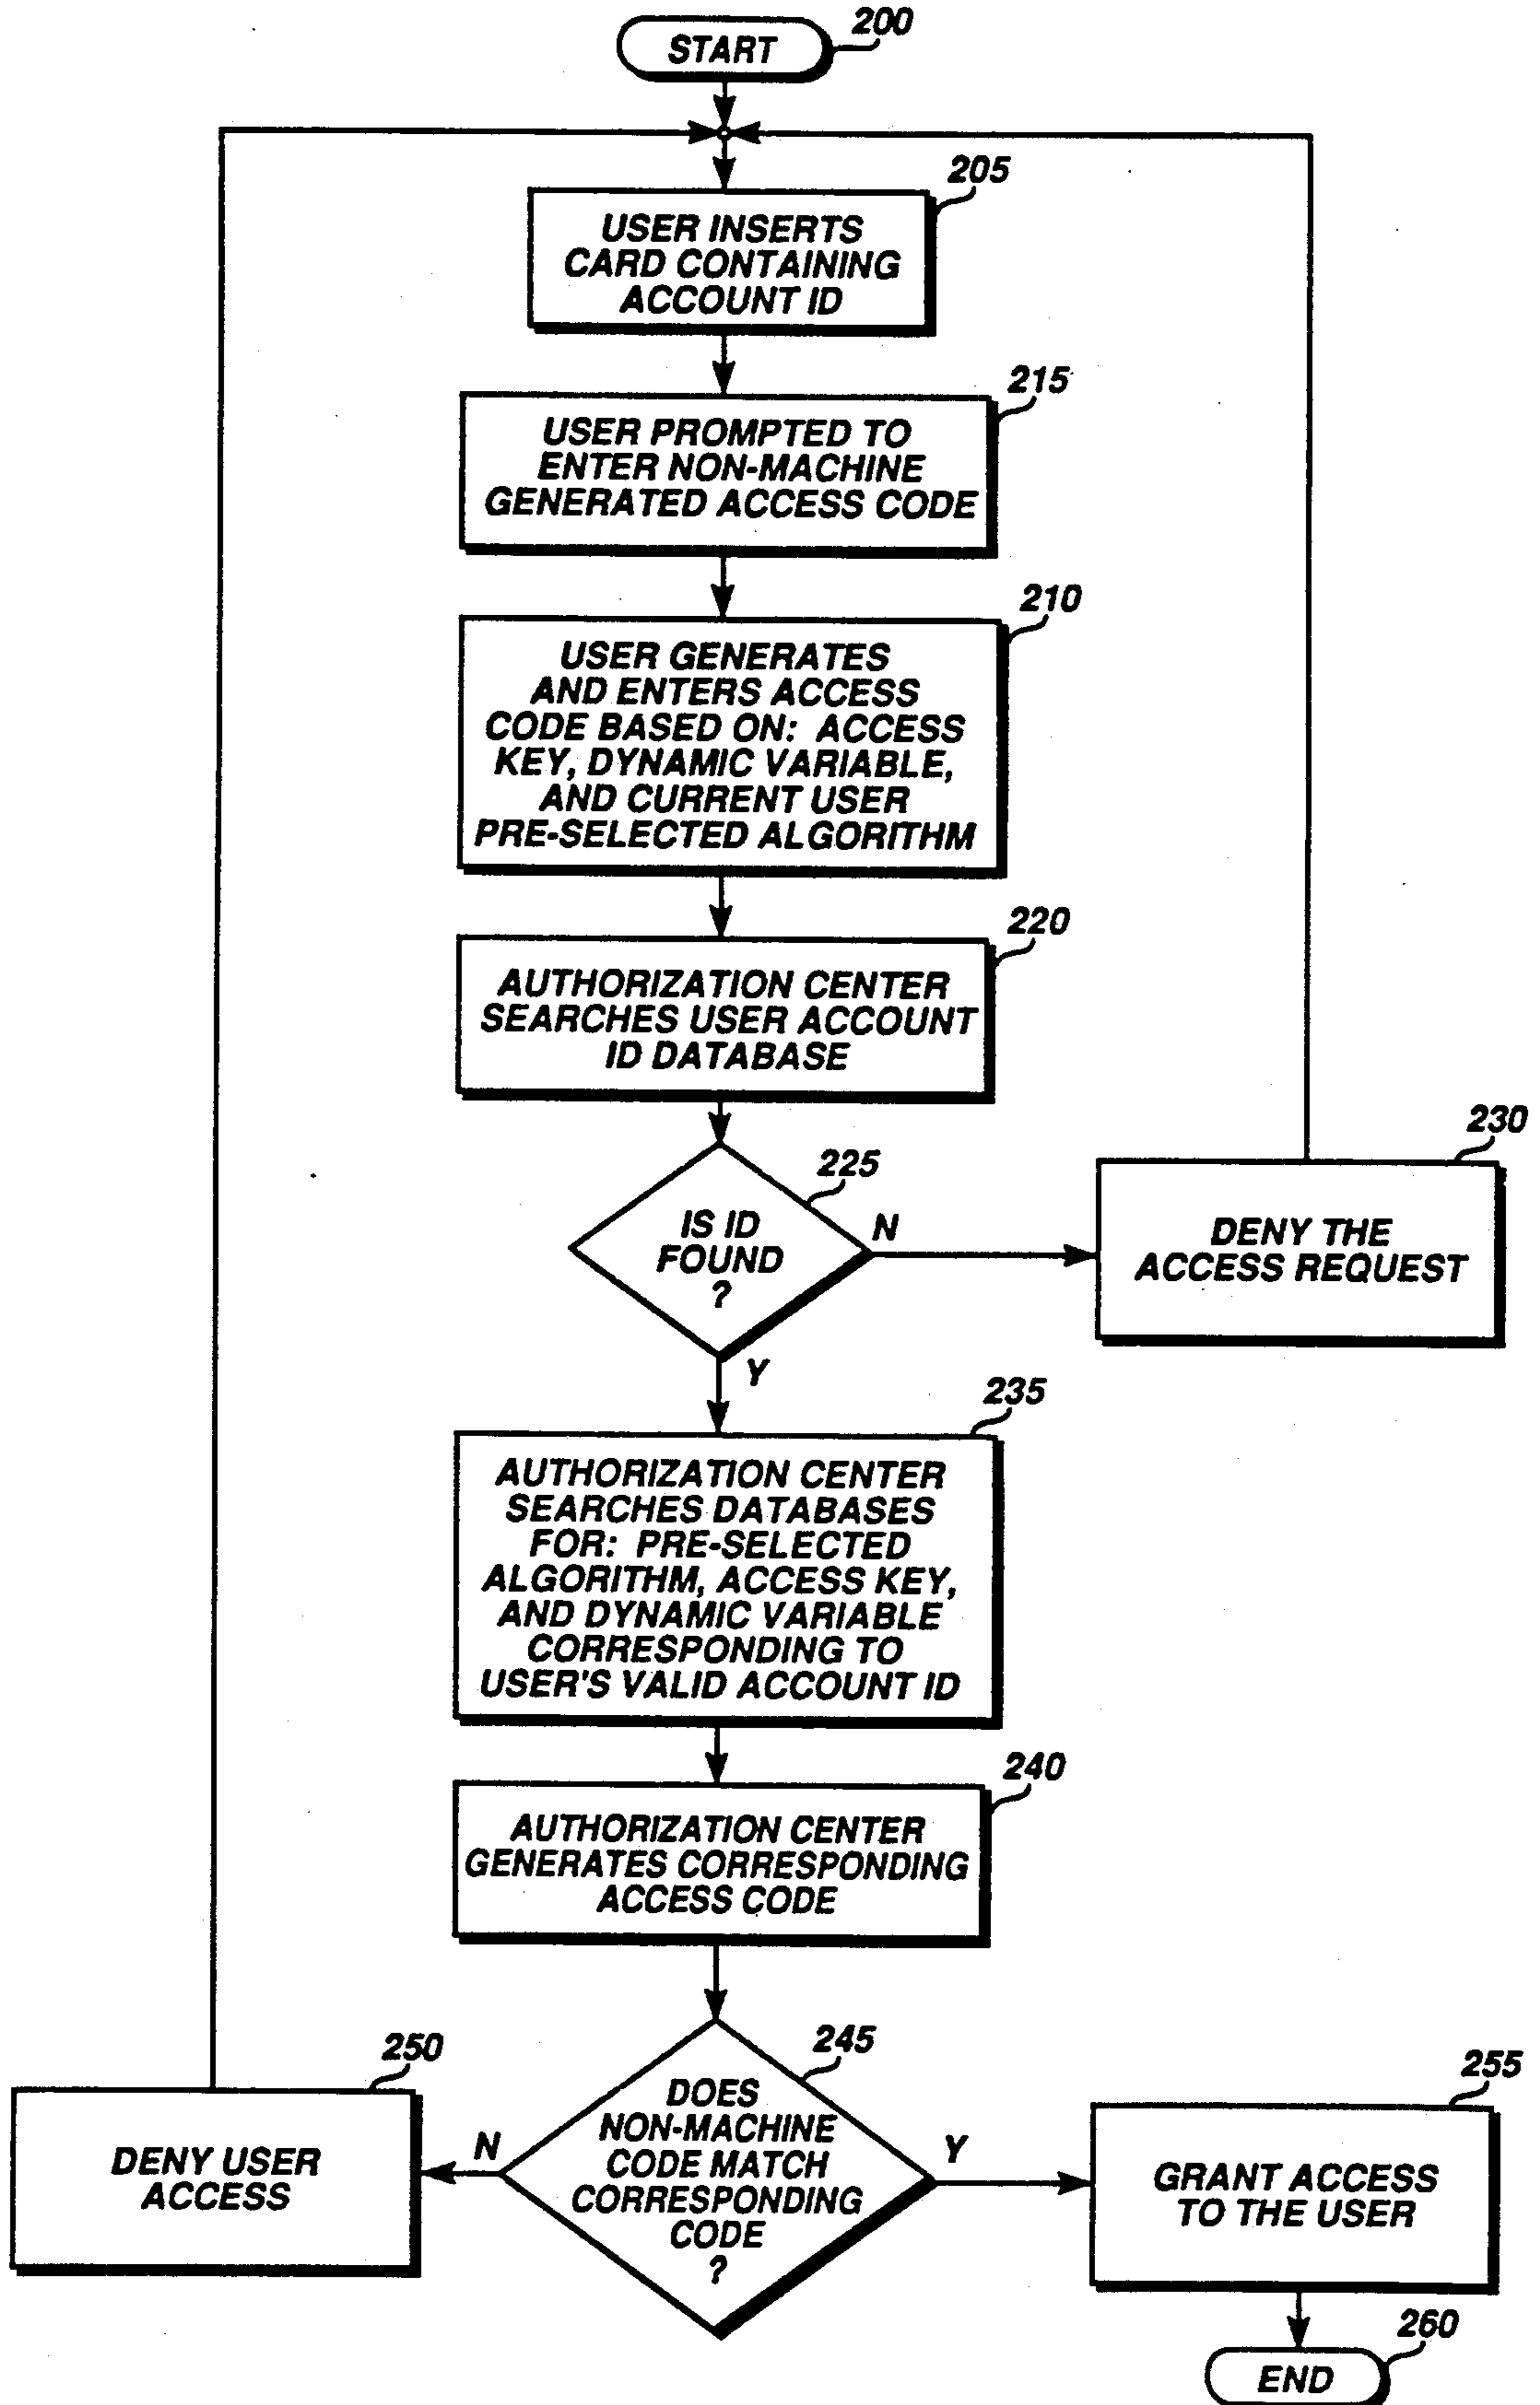 START
200
205
USER INSERTS
CARD CONTAINING
ACCOUNT ID
215
USER PROMPTED TO
ENTER NON-MACHINE
GENERATED ACCESS CODE
210
USER GENERATES
AND ENTERS ACCESS
CODE BASED ON: ACCESS
KEY, DYNAMIC VARIABLE,
AND CURRENT USER
PRE-SELECTED ALGORITHM
220
AUTHORIZATION CENTER
SEARCHES USER ACCOUNT
ID DATABASE
225
IS ID
FOUND
?
N
Y
230
DENY THE
ACCESS REQUEST
235
AUTHORIZATION CENTER
SEARCHES DATABASES
FOR: PRE-SELECTED
ALGORITHM, ACCESS KEY,
AND DYNAMIC VARIABLE
CORRESPONDING TO
USER'S VALID ACCOUNT ID
240
AUTHORIZATION CENTER
GENERATES CORRESPONDING
ACCESS CODE
245
DOES
NON-MACHINE
CODE MATCH
CORRESPONDING
CODE
?
N
Y
250
DENY USER
ACCESS
255
GRANT ACCESS
TO THE USER
260
END